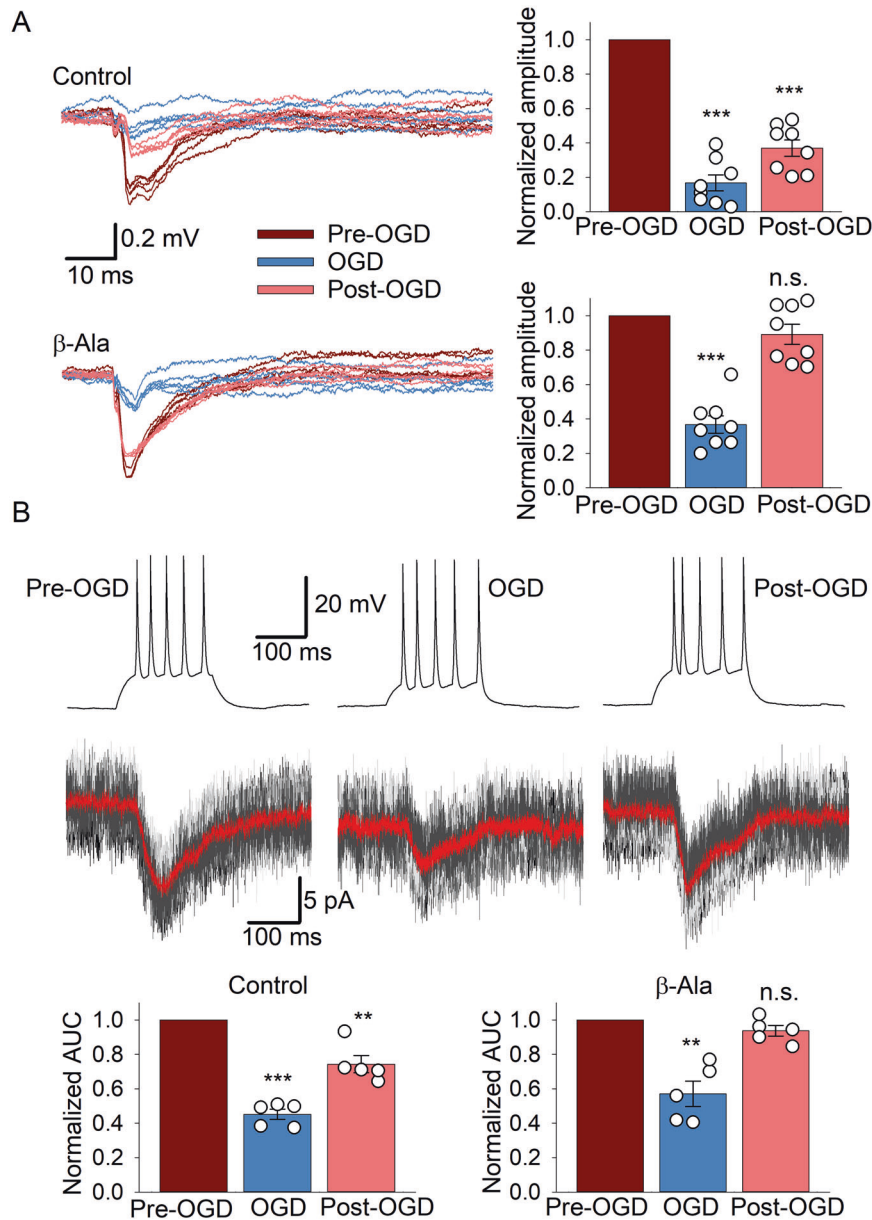 A
Control
0.2 mV
10 ms
Pre-OGD
OGD
Post-OGD
β-Ala
Normalized amplitude
1.0
0.8
0.6
0.4
0.2
0.0
***
***
Pre-OGD OGD Post-OGD
Normalized amplitude
1.0
0.8
0.6
0.4
0.2
0.0
***
n.s.
Pre-OGD OGD Post-OGD
B
Pre-OGD
20 mV
100 ms
OGD
Post-OGD
5 pA
100 ms
Control
Normalized AUC
1.0
0.8
0.6
0.4
0.2
0.0
***
**
Pre-OGD OGD Post-OGD
β-Ala
Normalized AUC
1.0
0.8
0.6
0.4
0.2
0.0
**
n.s.
Pre-OGD OGD Post-OGD